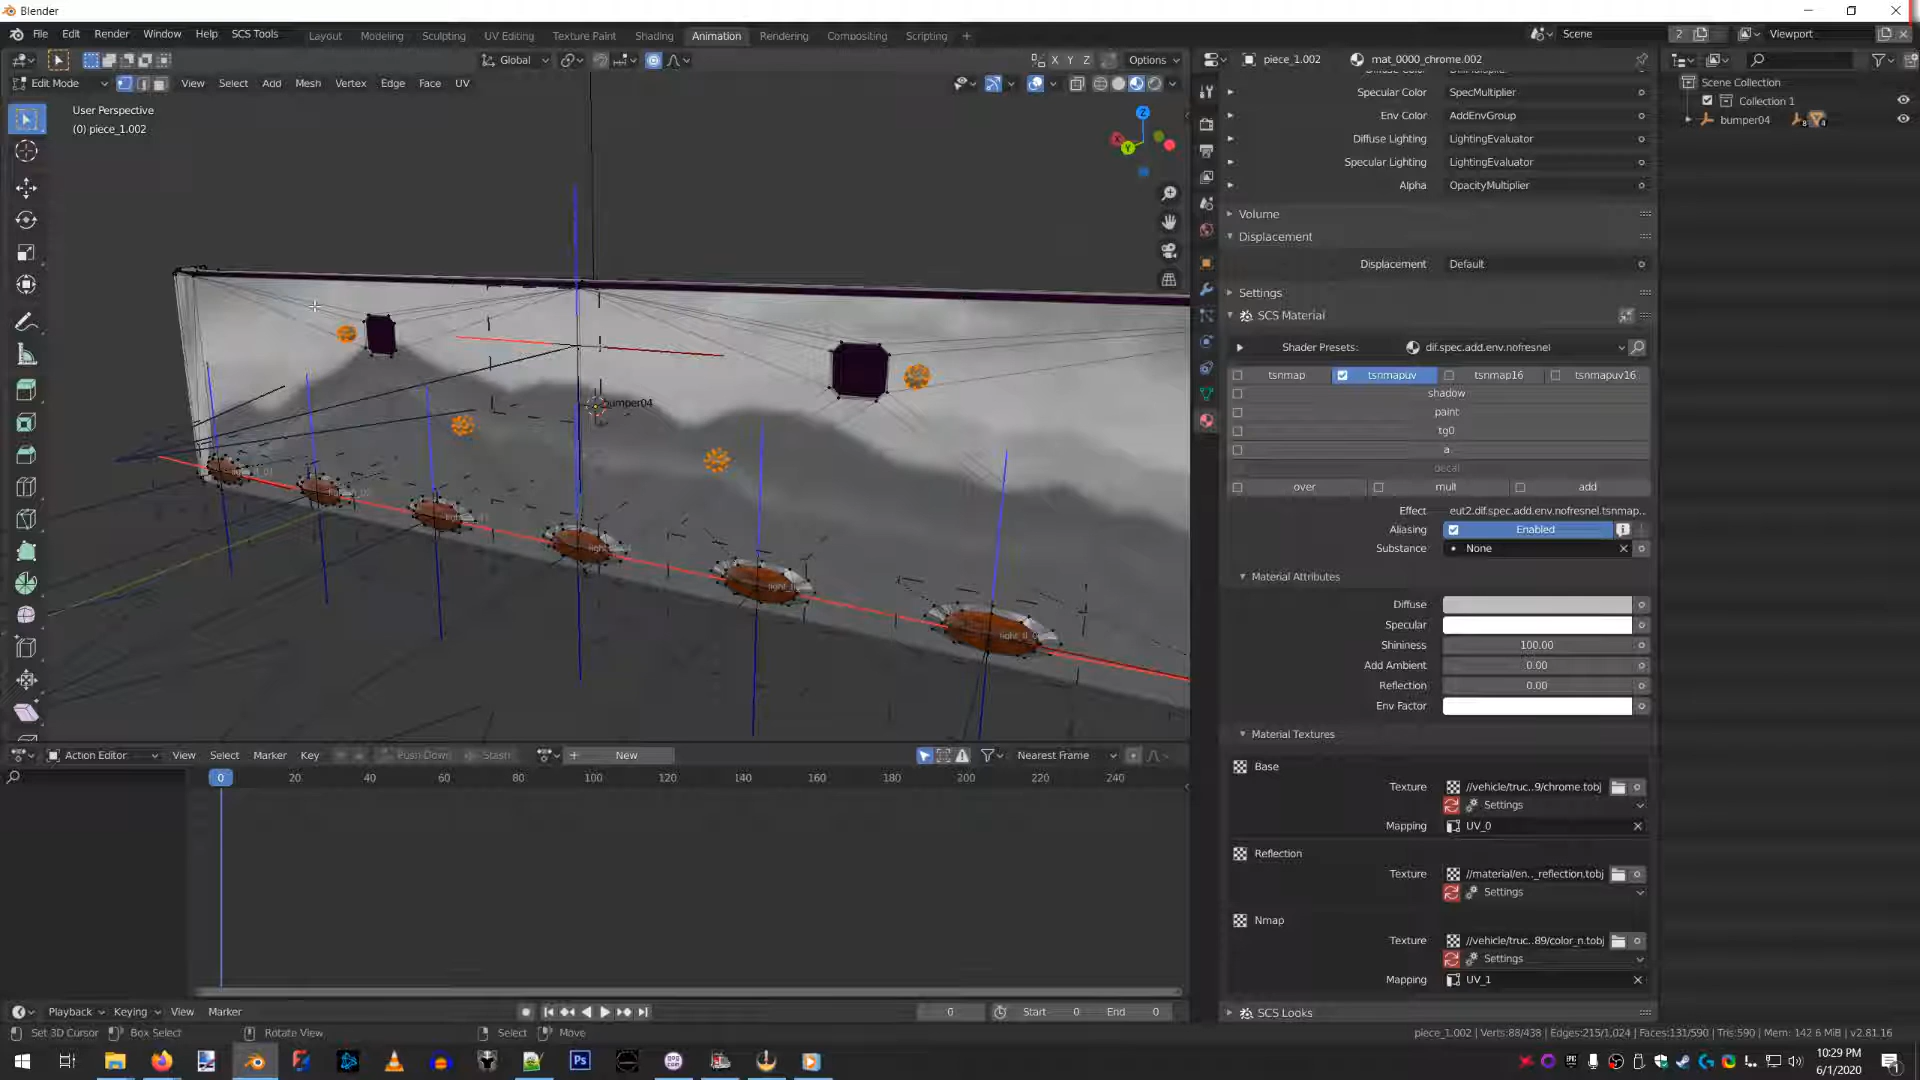 Blender
File Edit Render Window Help SCS Tools
Layout Modeling Sculpting UV Editing Texture Paint Shading Animation Rendering Compositing Scripting +
Scene 2 Viewport
Global X Y Z Options
piece_1.002 mat_0000_chrome.002
Edit Mode View Select Add Mesh Vertex Edge Face UV
Scene Collection
Collection 1
bumper04
User Perspective
(0) piece_1.002
Specular Color SpecMultiplier
Env Color AddEnvGroup
Diffuse Lighting LightingEvaluator
Specular Lighting LightingEvaluator
Alpha OpacityMultiplier
Volume
Displacement
Displacement Default
Settings
SCS Material
Shader Presets: dif.spec.add.env.nofresnel
tsnmap tsnmapuv tsnmap16 tsnmapuv16
shadow
paint
tg0
a
decal
over mult add
Effect eut2.dif.spec.add.env.nofresnel.tsnmap...
Aliasing Enabled
Substance None
Material Attributes
Diffuse
Specular
Shininess 100.00
Add Ambient 0.00
Reflection 0.00
Env Factor
Material Textures
Base
Texture //vehicle/truc..9/chrome.tobj
Settings
Mapping UV_0
Reflection
Texture //material/en.._reflection.tobj
Settings
Nmap
Texture //vehicle/truc..89/color_n.tobj
Settings
Mapping UV_1
SCS Looks
bumper04
Action Editor View Select Marker Key Push Down Stash New Nearest Frame
0 20 40 60 80 100 120 140 160 180 200 220 240
Playback Keying View Marker 0 Start 0 End 0
Set 3D Cursor Box Select Rotate View Select Move
piece_1.002 | Verts:88/438 | Edges:215/1,024 | Faces:131/590 | Tris:590 | Mem: 142.6 MiB | v2.81.16
Ps
10:29 PM
6/1/2020